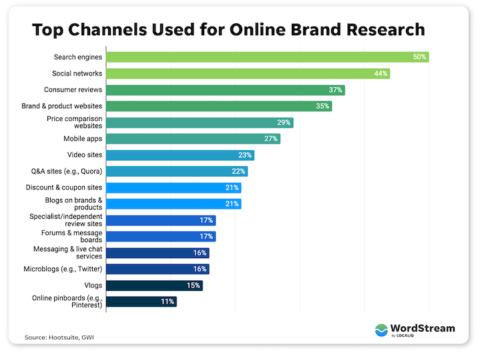 Top Channels Used for Online Brand Research
Search engines 50%
Social networks 44%
Consumer reviews 37%
Brand & product websites 35%
Price comparison
websites 29%
Mobile apps 27%
Video sites 23%
Q&A sites (e.g., Quora) 22%
Discount & coupon sites 21%
Blogs on brands &
products 21%
Specialist/independent
review sites 17%
Forums & message
boards 17%
Messaging & live chat
services 16%
Microblogs (e.g., Twitter) 16%
Vlogs 15%
Online pinboards (e.g.,
Pinterest) 11%
Source: Hootsuite, GWI
WordStream
by LOCALiQ